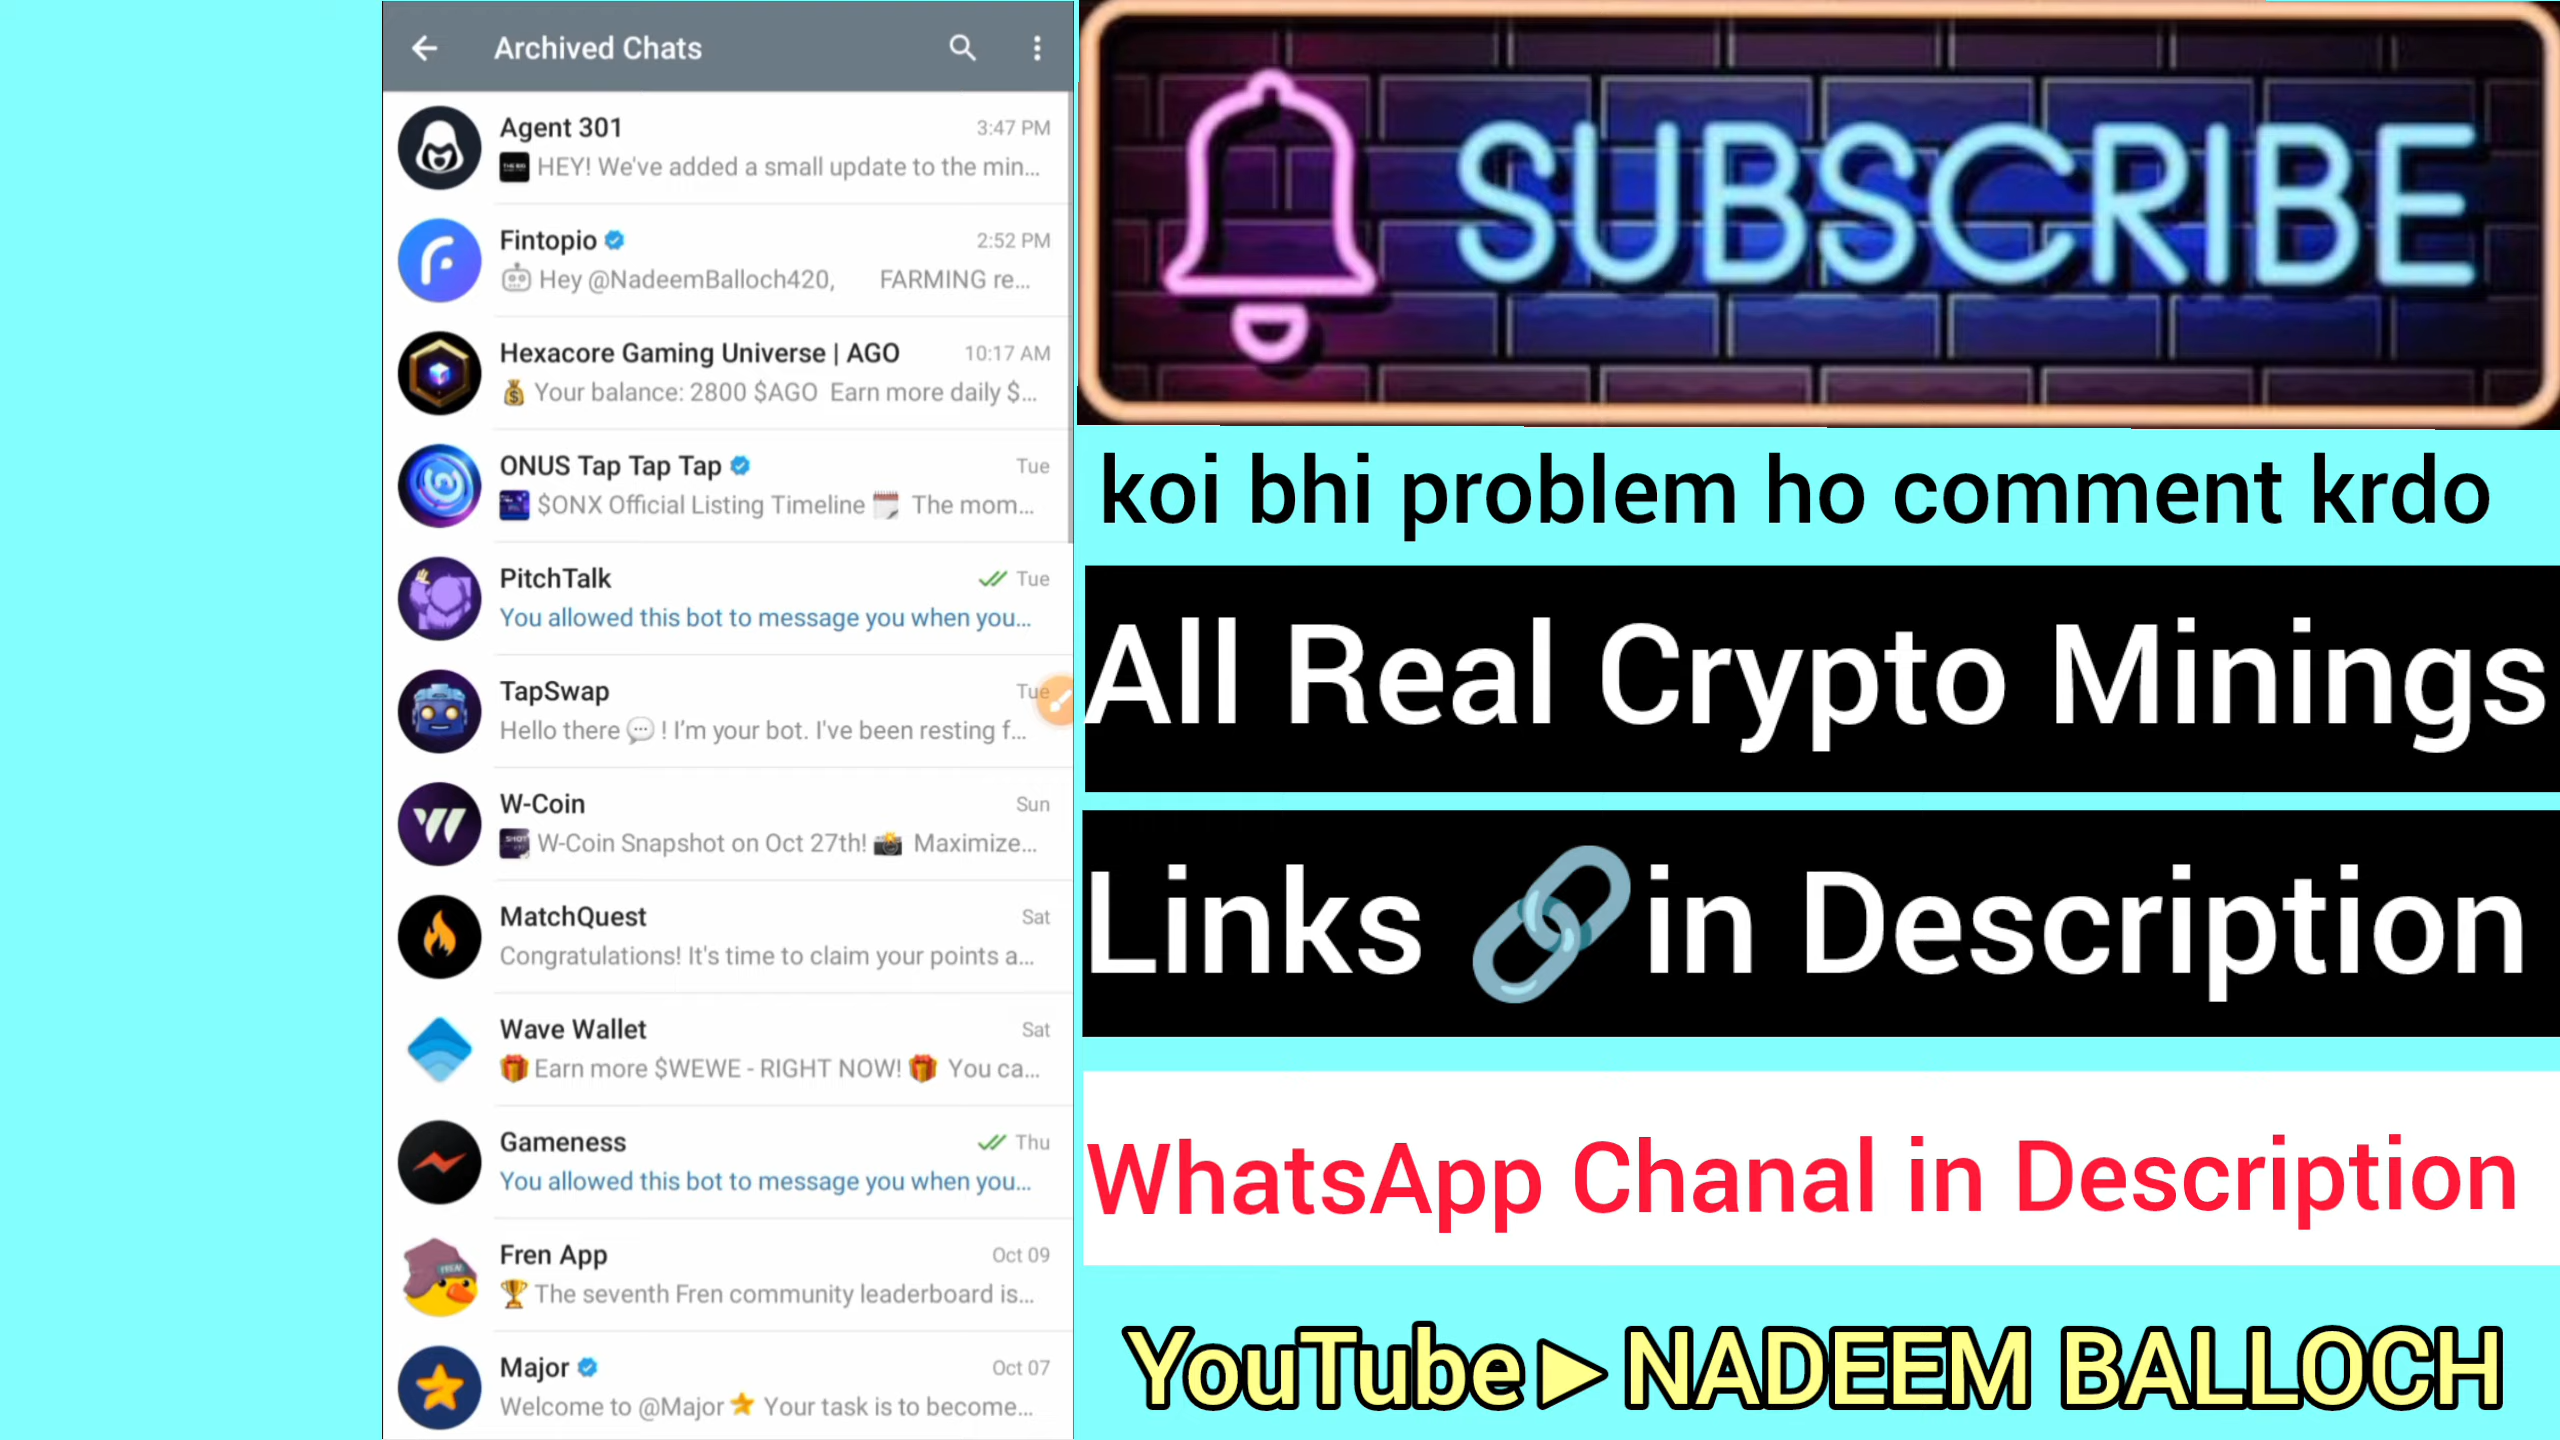 Archived Chats
Agent 301
3:47 PM
HEY! We've added a small update to the min...
Fintopio
2:52 PM
Hey @NadeemBalloch420, FARMING re...
Hexacore Gaming Universe | AGO
10:17 AM
💰 Your balance: 2800 $AGO Earn more daily $...
ONUS Tap Tap Tap
Tue
$ONX Official Listing Timeline 🗓 The mom...
PitchTalk
Tue
You allowed this bot to message you when you...
TapSwap
Tue
Hello there 💬 ! I'm your bot. I've been resting f...
W-Coin
Sun
W-Coin Snapshot on Oct 27th! 📸 Maximize...
MatchQuest
Sat
Congratulations! It's time to claim your points a...
Wave Wallet
Sat
🎁 Earn more $WEWE - RIGHT NOW! 🎁 You ca...
Gameness
Thu
You allowed this bot to message you when you...
Fren App
Oct 09
🏆 The seventh Fren community leaderboard is...
Major
Oct 07
Welcome to @Major ⭐ Your task is to become...
SUBSCRIBE
koi bhi problem ho comment krdo
All Real Crypto Minings
Links 🔗in Description
WhatsApp Chanal in Description
YouTube►NADEEM BALLOCH